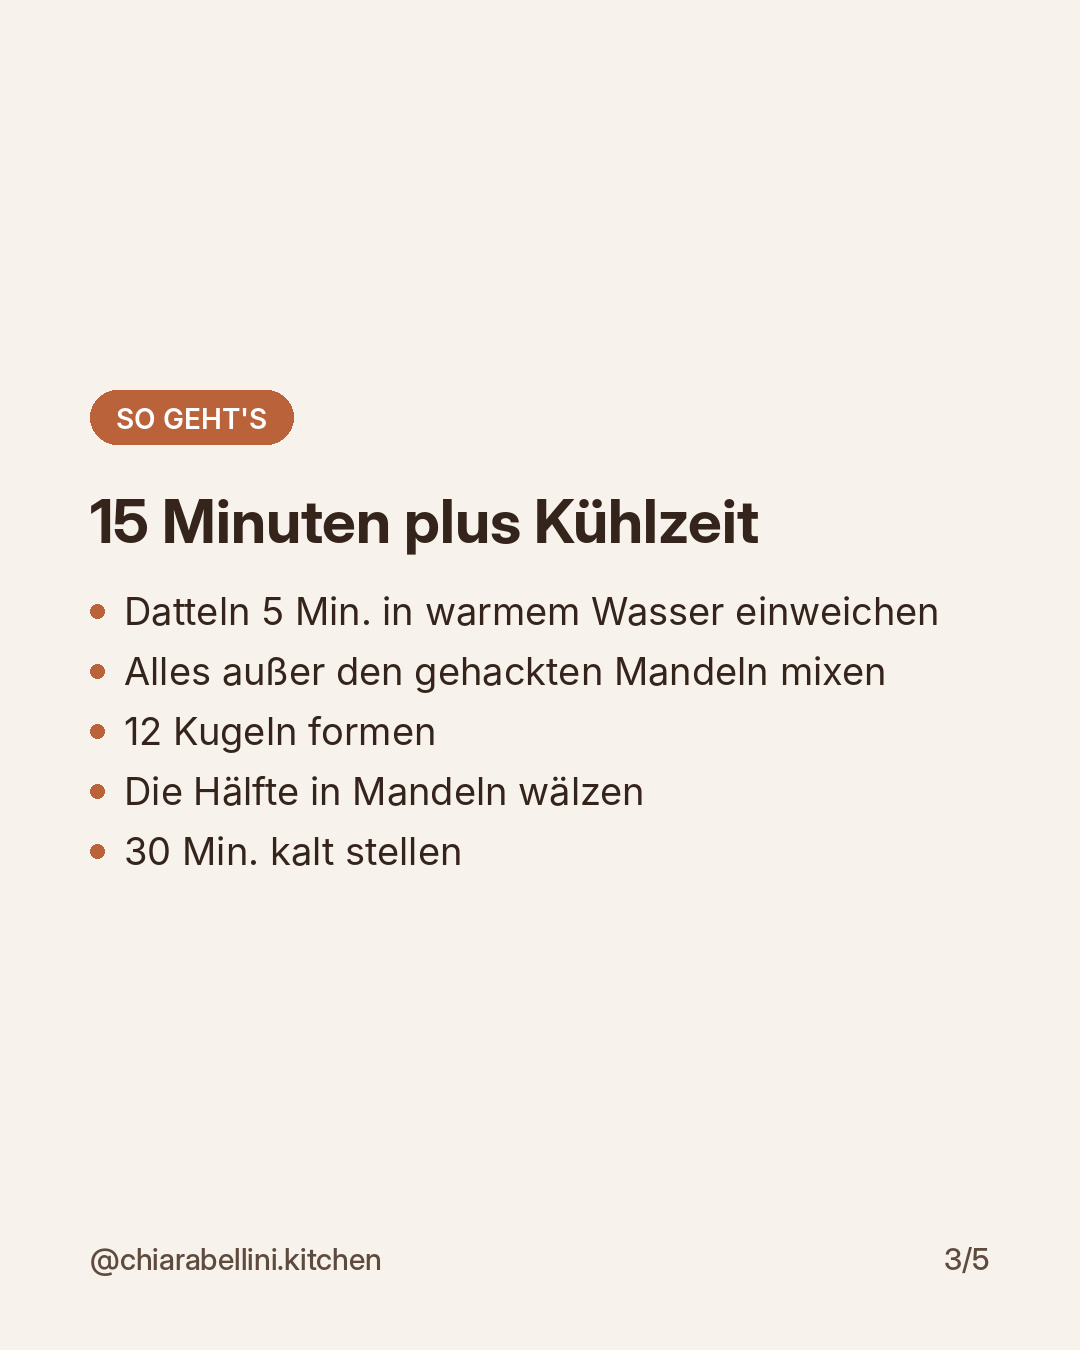 SO GEHT'S
15 Minuten plus Kühlzeit
• Datteln 5 Min. in warmem Wasser einweichen
• Alles außer den gehackten Mandeln mixen
• 12 Kugeln formen
• Die Hälfte in Mandeln wälzen
• 30 Min. kalt stellen
@chiarabellini.kitchen
3/5